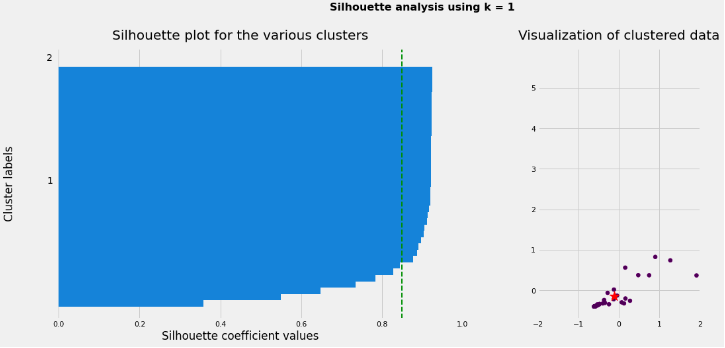 Silhouette analysis using k = 1
Silhouette plot for the various clusters
Visualization of clustered data
Cluster labels
2
1
0.0 0.2 0.4 0.6 0.8 1.0
Silhouette coefficient values
5
4
3
2
1
0
−2 −1 0 1 2